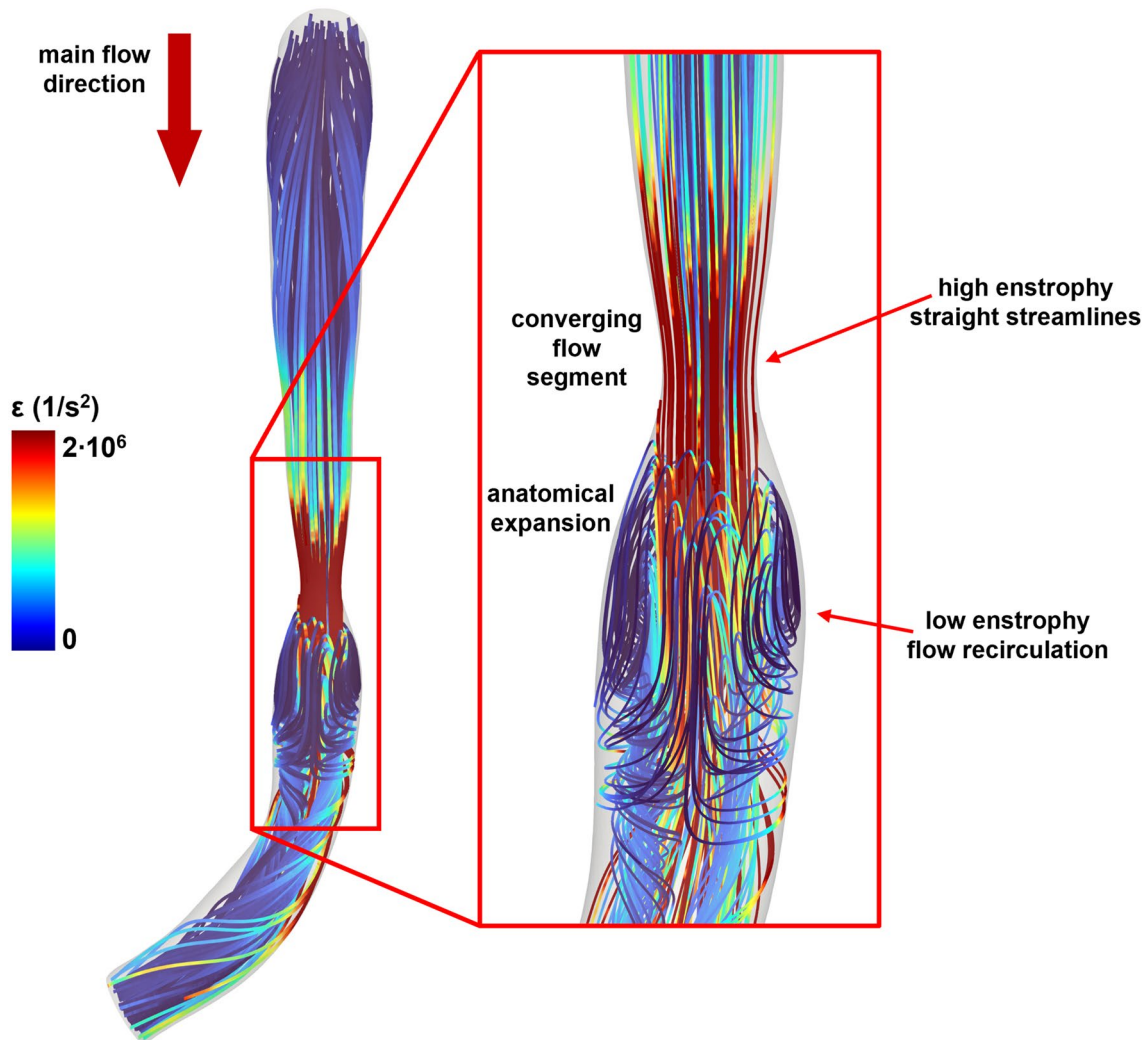 main flow
direction
ε (1/s²)
2·10⁶
0
converging
flow
segment
anatomical
expansion
high enstrophy
straight streamlines
low enstrophy
flow recirculation